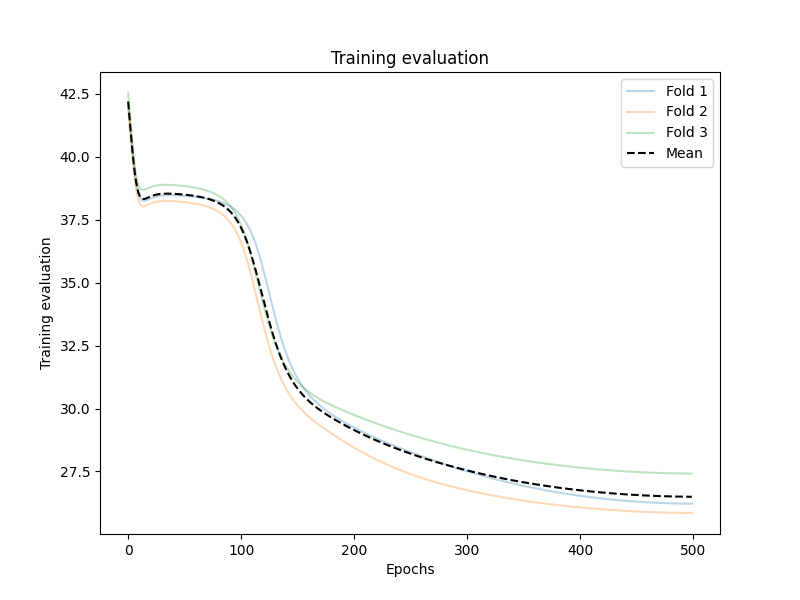 Training evaluation
Fold 1
Fold 2
Fold 3
Mean
Training evaluation
42.5
40.0
37.5
35.0
32.5
30.0
27.5
0 100 200 300 400 500
Epochs